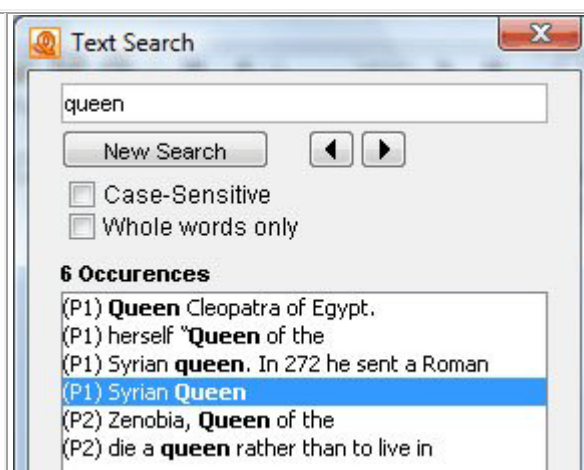 Text Search
queen
New Search
Case-Sensitive
Whole words only
6 Occurences
(P1) Queen Cleopatra of Egypt.
(P1) herself "Queen of the
(P1) Syrian queen. In 272 he sent a Roman
(P1) Syrian Queen
(P2) Zenobia, Queen of the
(P2) die a queen rather than to live in